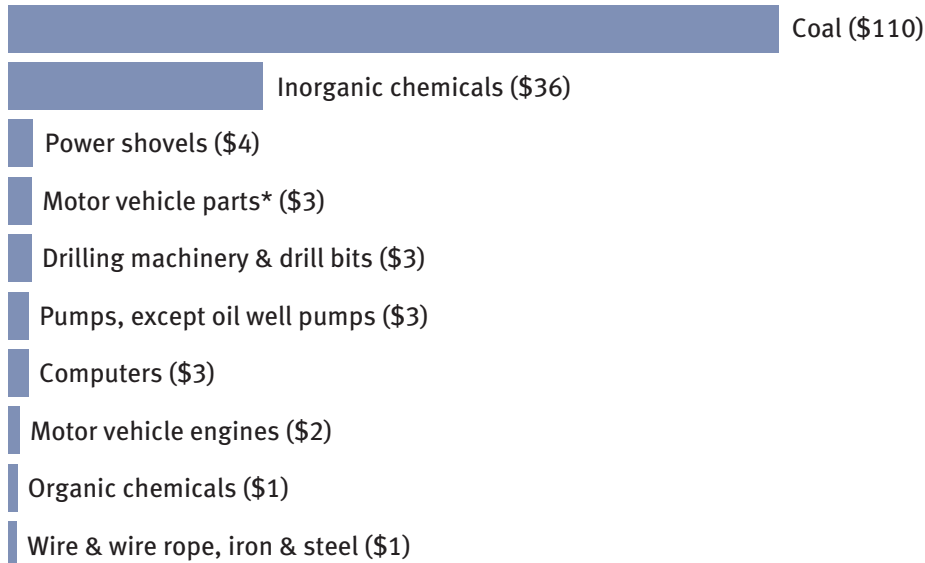 Coal ($110)
Inorganic chemicals ($36)
Power shovels ($4)
Motor vehicle parts* ($3)
Drilling machinery & drill bits ($3)
Pumps, except oil well pumps ($3)
Computers ($3)
Motor vehicle engines ($2)
Organic chemicals ($1)
Wire & wire rope, iron & steel ($1)